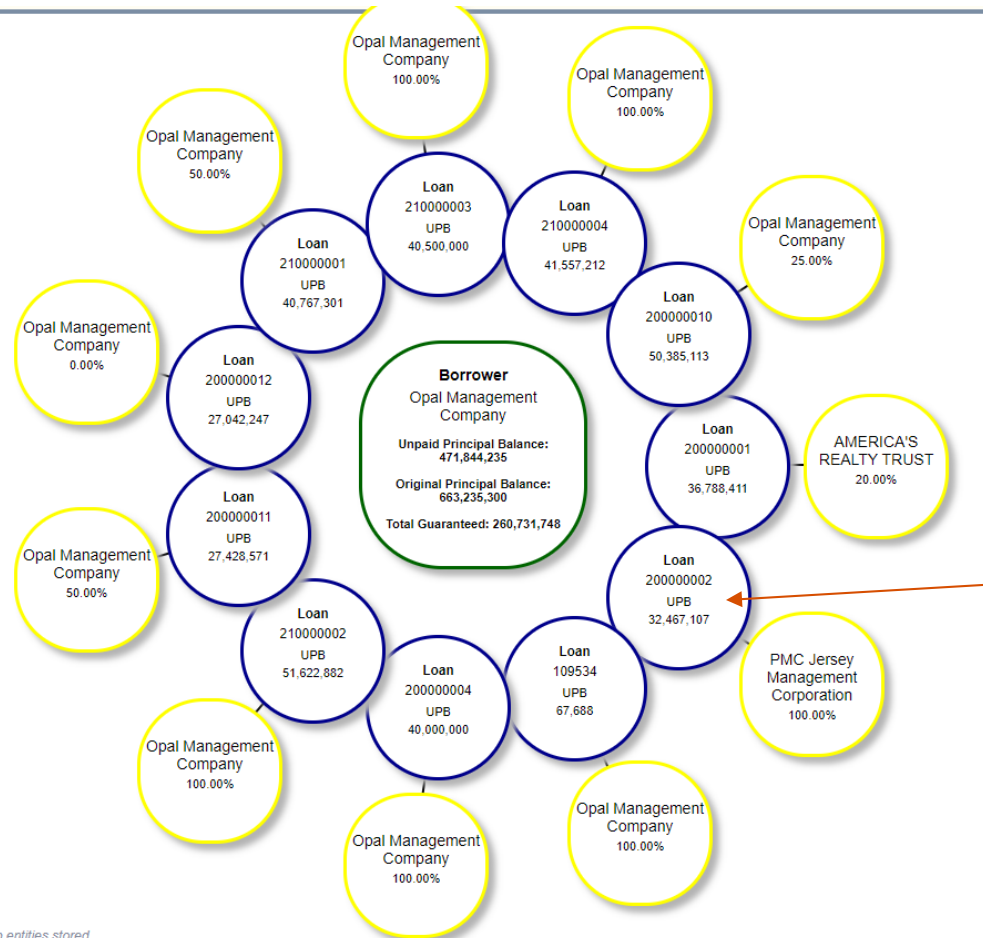 Opal Management
Company
100.00%
Opal Management
Company
100.00%
Opal Management
Company
50.00%
Loan
210000003
UPB
40,500,000
Loan
210000004
UPB
41,557,212
Opal Management
Company
25.00%
Loan
210000001
UPB
40,767,301
Loan
200000010
UPB
50,385,113
Opal Management
Company
0.00%
Loan
200000012
UPB
27,042,247
Borrower
Opal Management
Company
Unpaid Principal Balance:
471,844,235
Original Principal Balance:
663,235,300
Total Guaranteed: 260,731,748
Loan
200000001
UPB
36,788,411
AMERICA'S
REALTY TRUST
20.00%
Loan
200000011
UPB
27,428,571
Opal Management
Company
50.00%
Loan
200000002
UPB
32,467,107
PMC Jersey
Management
Corporation
100.00%
Loan
210000002
UPB
51,622,882
Loan
200000004
UPB
40,000,000
Loan
109534
UPB
67,688
Opal Management
Company
100.00%
Opal Management
Company
100.00%
Opal Management
Company
100.00%
entities stored